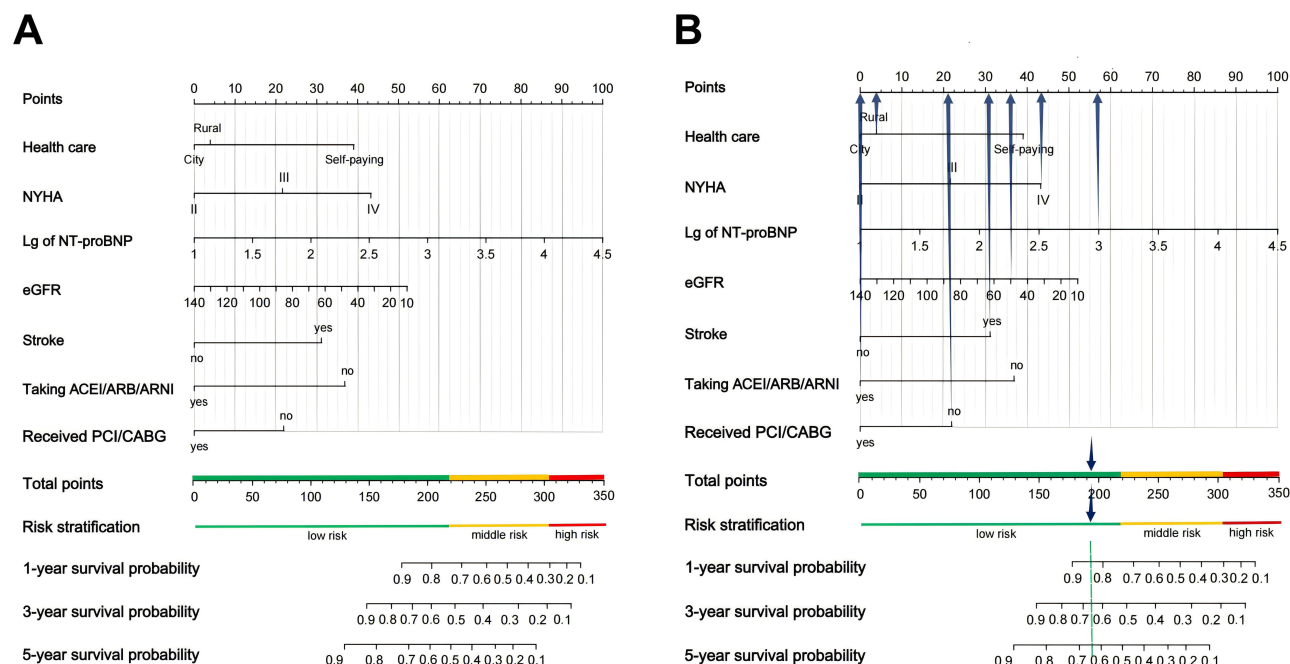 A
0 10 20 30 40 50 60 70 80 90 100
Points
Rural
Health care
City Self-paying
III
NYHA
II IV
Lg of NT-proBNP
1 1.5 2 2.5 3 3.5 4 4.5
eGFR
140 120 100 80 60 40 20 10
yes
Stroke
no
no
Taking ACEI/ARB/ARNI
yes
no
Received PCI/CABG
yes
Total points
0 50 100 150 200 250 300 350
Risk stratification
low risk middle risk high risk
1-year survival probability
0.9 0.8 0.7 0.6 0.5 0.4 0.3 0.2 0.1
3-year survival probability
0.9 0.8 0.7 0.6 0.5 0.4 0.3 0.2 0.1
5-year survival probability
0.9 0.8 0.7 0.6 0.5 0.4 0.3 0.2 0.1
B
0 10 20 30 40 50 60 70 80 90 100
Points
Rural
Health care
City Self-paying
III
NYHA
II IV
Lg of NT-proBNP
1 1.5 2 2.5 3 3.5 4 4.5
eGFR
140 120 100 80 60 40 20 10
yes
Stroke
no
no
Taking ACEI/ARB/ARNI
yes
no
Received PCI/CABG
yes
Total points
0 50 100 150 200 250 300 350
Risk stratification
low risk middle risk high risk
1-year survival probability
0.9 0.8 0.7 0.6 0.5 0.4 0.3 0.2 0.1
3-year survival probability
0.9 0.8 0.7 0.6 0.5 0.4 0.3 0.2 0.1
5-year survival probability
0.9 0.8 0.7 0.6 0.5 0.4 0.3 0.2 0.1